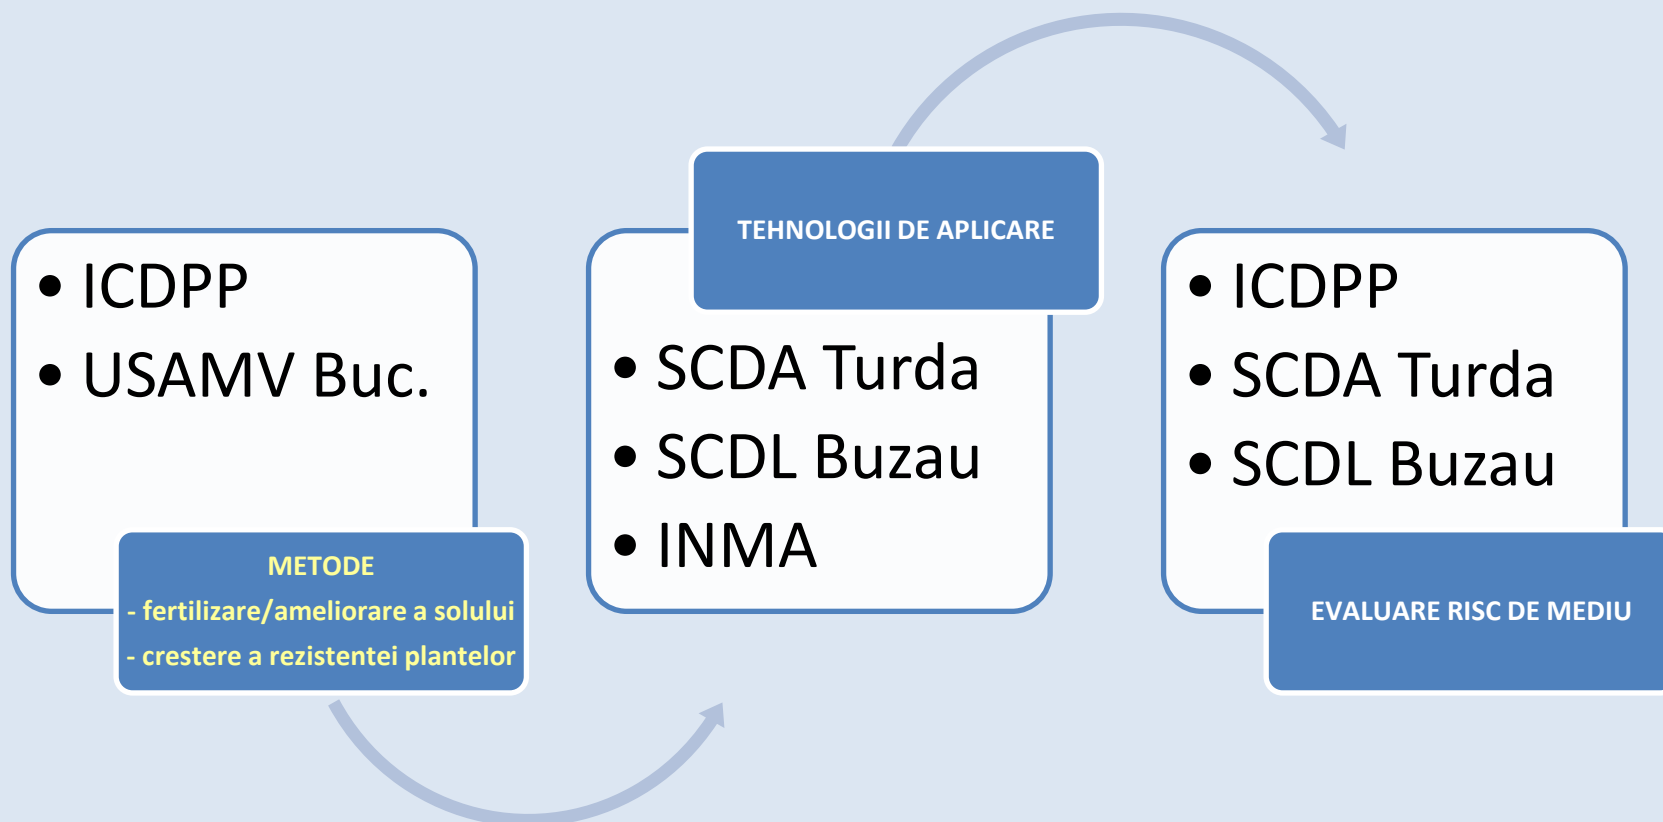 • ICDPP
• USAMV Buc.
METODE
- fertilizare/ameliorare a solului
- crestere a rezistentei plantelor
TEHNOLOGII DE APLICARE
• SCDA Turda
• SCDL Buzau
• INMA
• ICDPP
• SCDA Turda
• SCDL Buzau
EVALUARE RISC DE MEDIU